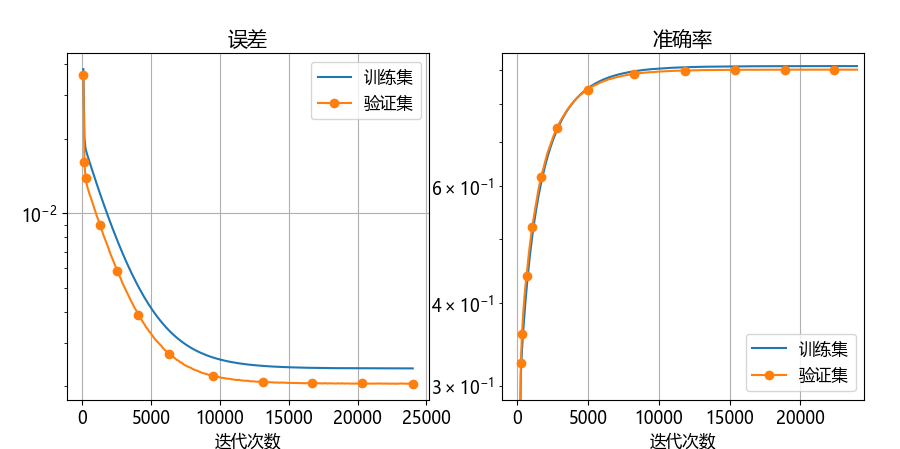 误差
训练集
验证集
10⁻²
0 5000 10000 15000 20000 25000
迭代次数
准确率
6 × 10⁻¹
4 × 10⁻¹
3 × 10⁻¹
训练集
验证集
0 5000 10000 15000 20000
迭代次数